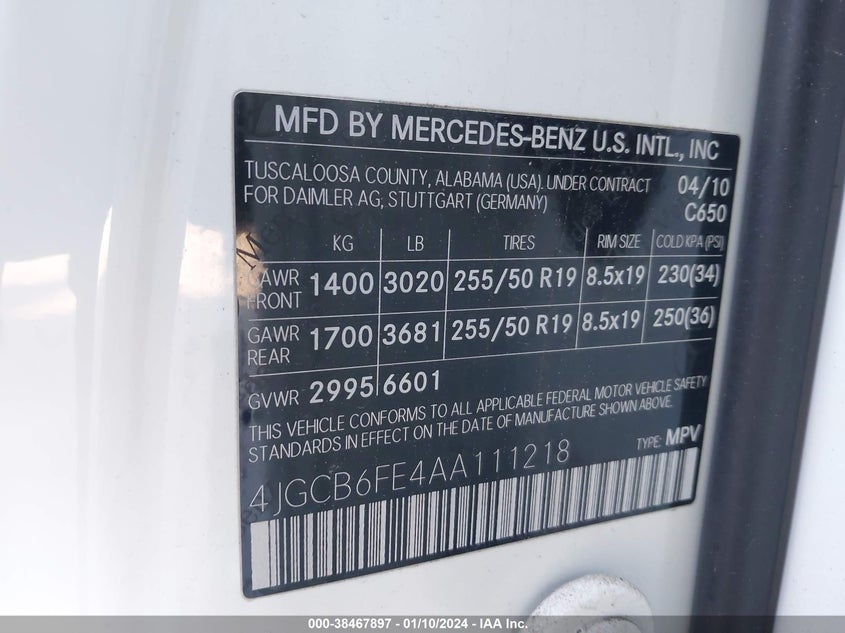 MFD BY MERCEDES-BENZ U.S. INTL., INC
TUSCALOOSA COUNTY, ALABAMA (USA). UNDER CONTRACT 04/10
FOR DAIMLER AG, STUTTGART (GERMANY) C650
KG LB TIRES RIM SIZE COLD KPA (PSI)
GAWR FRONT 1400 3020 255/50 R19 8.5x19 230(34)
GAWR REAR 1700 3681 255/50 R19 8.5x19 250(36)
GVWR 2995 6601
THIS VEHICLE CONFORMS TO ALL APPLICABLE FEDERAL MOTOR VEHICLE SAFETY
STANDARDS IN EFFECT ON THE DATE OF MANUFACTURE SHOWN ABOVE.
TYPE: MPV
4JGCB6FE4AA111218
000-38467897 - 01/10/2024 - IAA Inc.